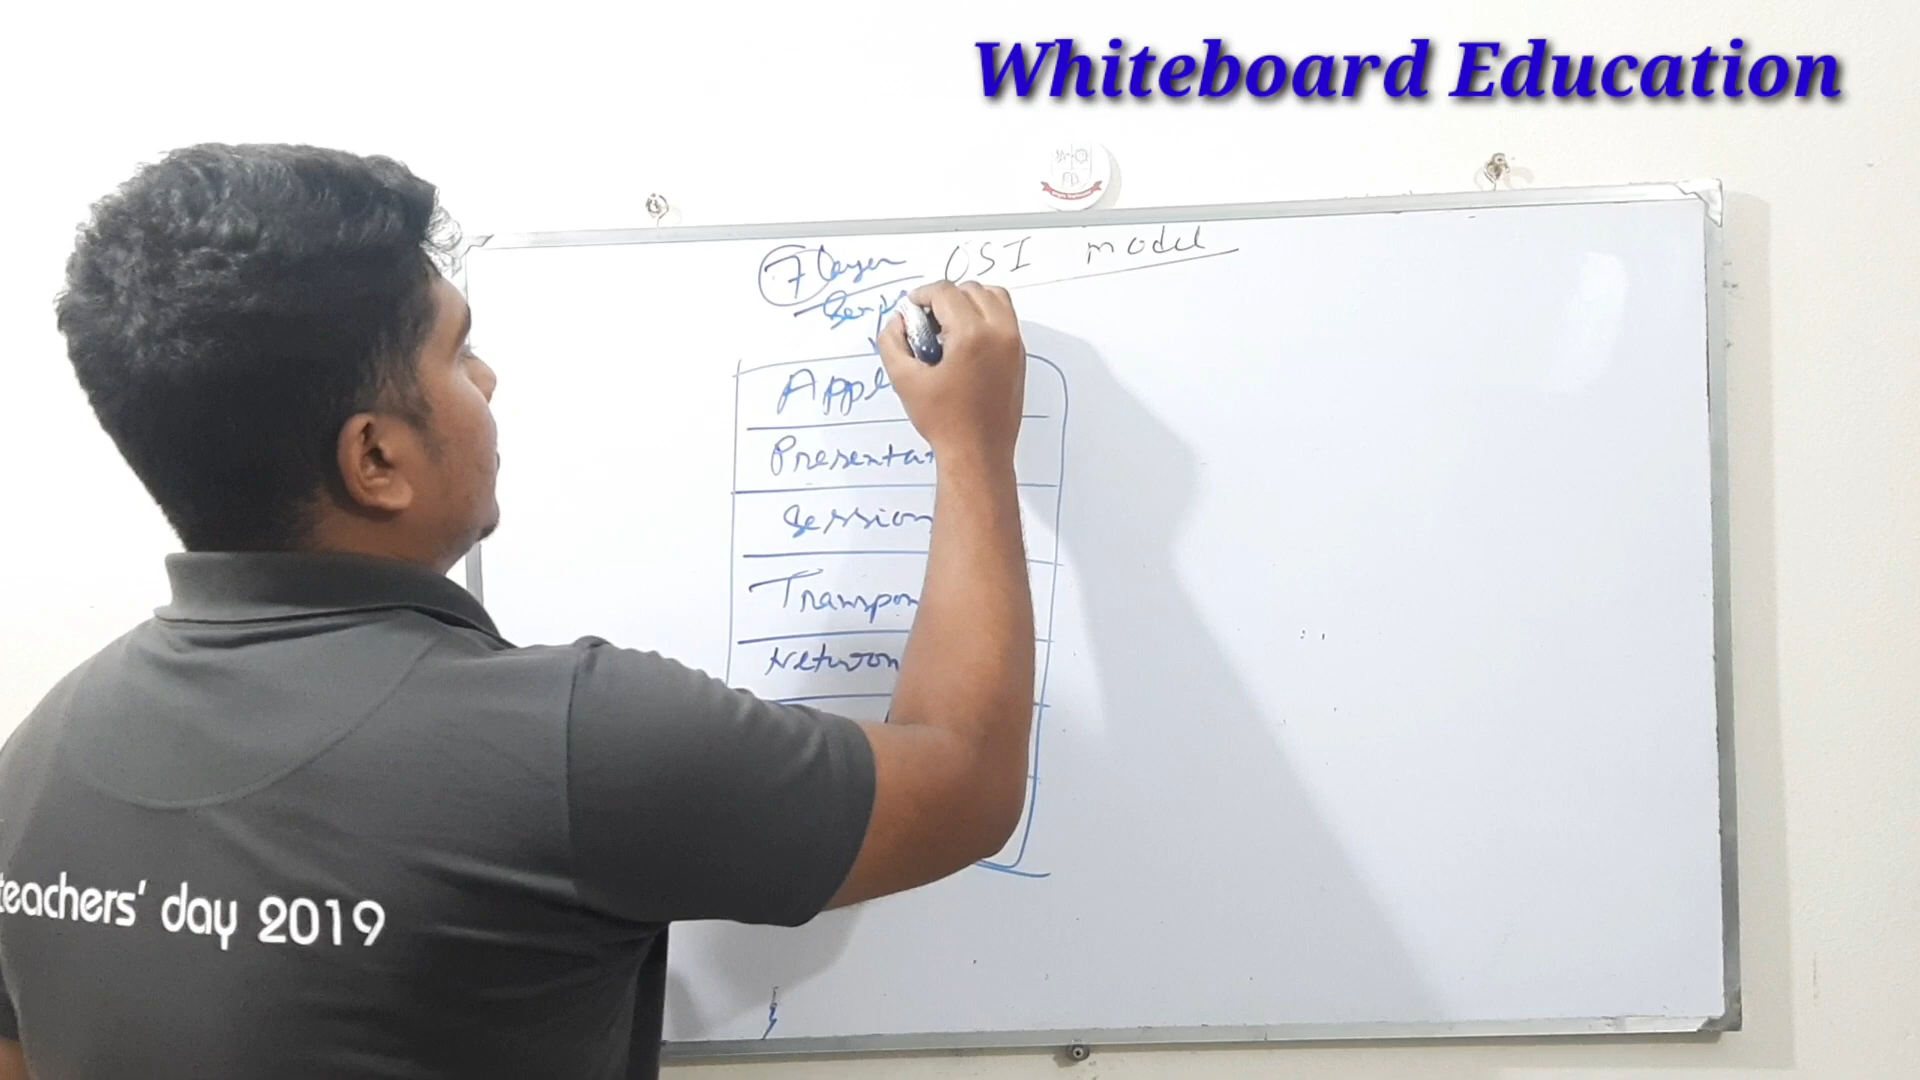 Whiteboard Education
7 layer OSI model
Appl
Presentat
Session
Transpor
Networ
teachers' day 2019